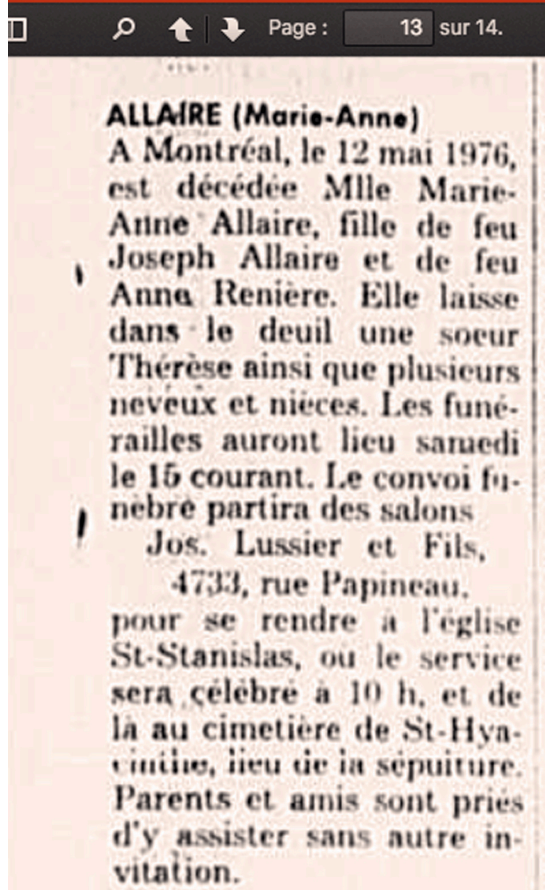 Page : 13 sur 14.
ALLAIRE (Marie-Anne)
A Montréal, le 12 mai 1976,
est décédée Mlle Marie-
Anne Allaire, fille de feu
Joseph Allaire et de feu
Anna Renière. Elle laisse
dans le deuil une soeur
Thérèse ainsi que plusieurs
neveux et nièces. Les funé-
railles auront lieu samedi
le 15 courant. Le convoi fu-
nèbre partira des salons
Jos. Lussier et Fils,
4733, rue Papineau,
pour se rendre à l'église
St-Stanislas, ou le service
sera célébré à 10 h. et de
là au cimetière de St-Hya-
cinthe, lieu de la sépulture.
Parents et amis sont priés
d'y assister sans autre in-
vitation.